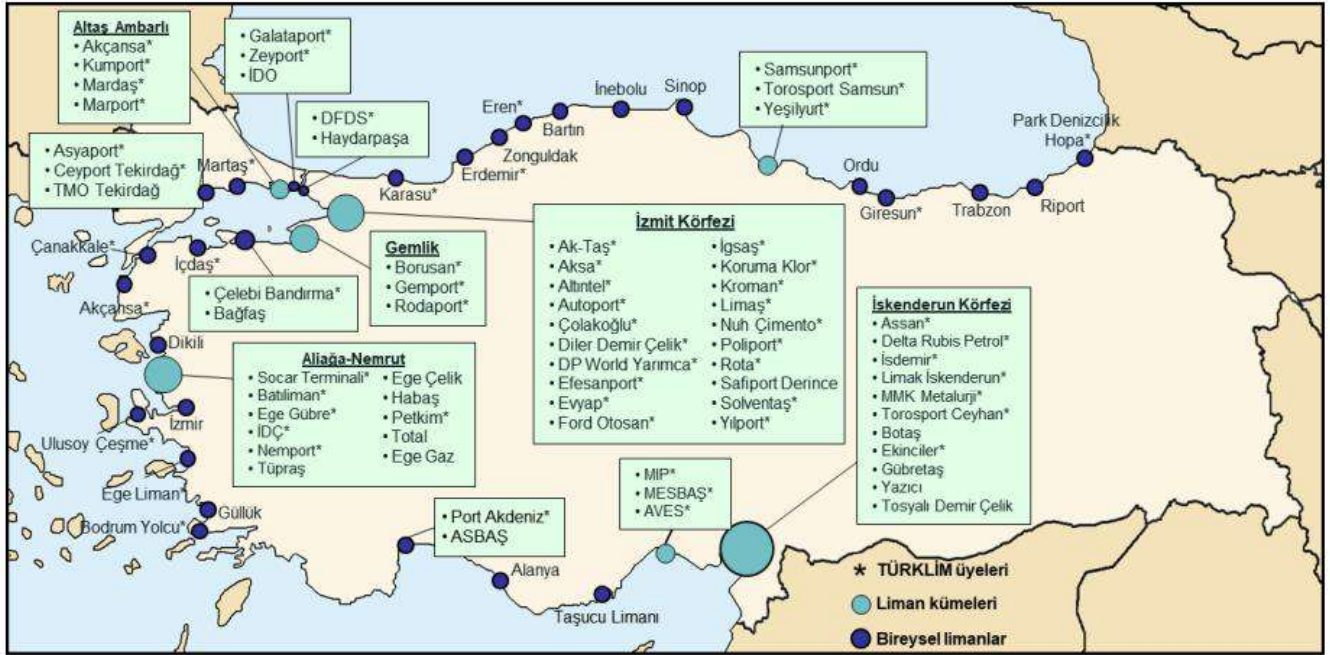 Altaş Ambarlı
• Akçansa*
• Kumport*
• Mardaş*
• Marport*
• Galataport*
• Zeyport*
• İDO
• DFDS*
• Haydarpaşa
• Asyaport*
• Ceyport Tekirdağ*
• TMO Tekirdağ
Martaş*
Karasu*
Erdemir*
Zonguldak
Eren*
Bartın
İnebolu
Sinop
• Samsunport*
• Torosport Samsun*
• Yeşilyurt*
Ordu
Giresun*
Trabzon
Riport
Park Denizcilik
Hopa*
Çanakkale*
İçdaş*
Akçansa*
• Çelebi Bandırma*
• Bağfaş
Gemlik
• Borusan*
• Gemport*
• Rodaport*
İzmit Körfezi
• Ak-Taş*
• Aksa*
• Altıntel*
• Autoport*
• Çolakoğlu*
• Diler Demir Çelik*
• DP World Yarımca*
• Efesanport*
• Evyap*
• Ford Otosan*
• İgsaş*
• Koruma Klor*
• Kroman*
• Limaş*
• Nuh Çimento*
• Poliport*
• Rota*
• Safiport Derince
• Solventaş*
• Yılport*
Dikili
Aliağa-Nemrut
• Socar Terminali*
• Batıliman*
• Ege Gübre*
• İDÇ*
• Nemport*
• Tüpraş
• Ege Çelik
• Habaş
• Petkim*
• Total
• Ege Gaz
İzmir
Ulusoy Çeşme*
Ege Liman*
Güllük
Bodrum Yolcu*
• Port Akdeniz*
• ASBAŞ
Alanya
Taşucu Limanı
• MIP*
• MESBAŞ*
• AVES*
İskenderun Körfezi
• Assan*
• Delta Rubis Petrol*
• İsdemir*
• Limak İskenderun*
• MMK Metalurji*
• Torosport Ceyhan*
• Botaş
• Ekinciler*
• Gübretaş
• Yazıcı
• Tosyalı Demir Çelik
* TÜRKLİM üyeleri
Liman kümeleri
Bireysel limanlar